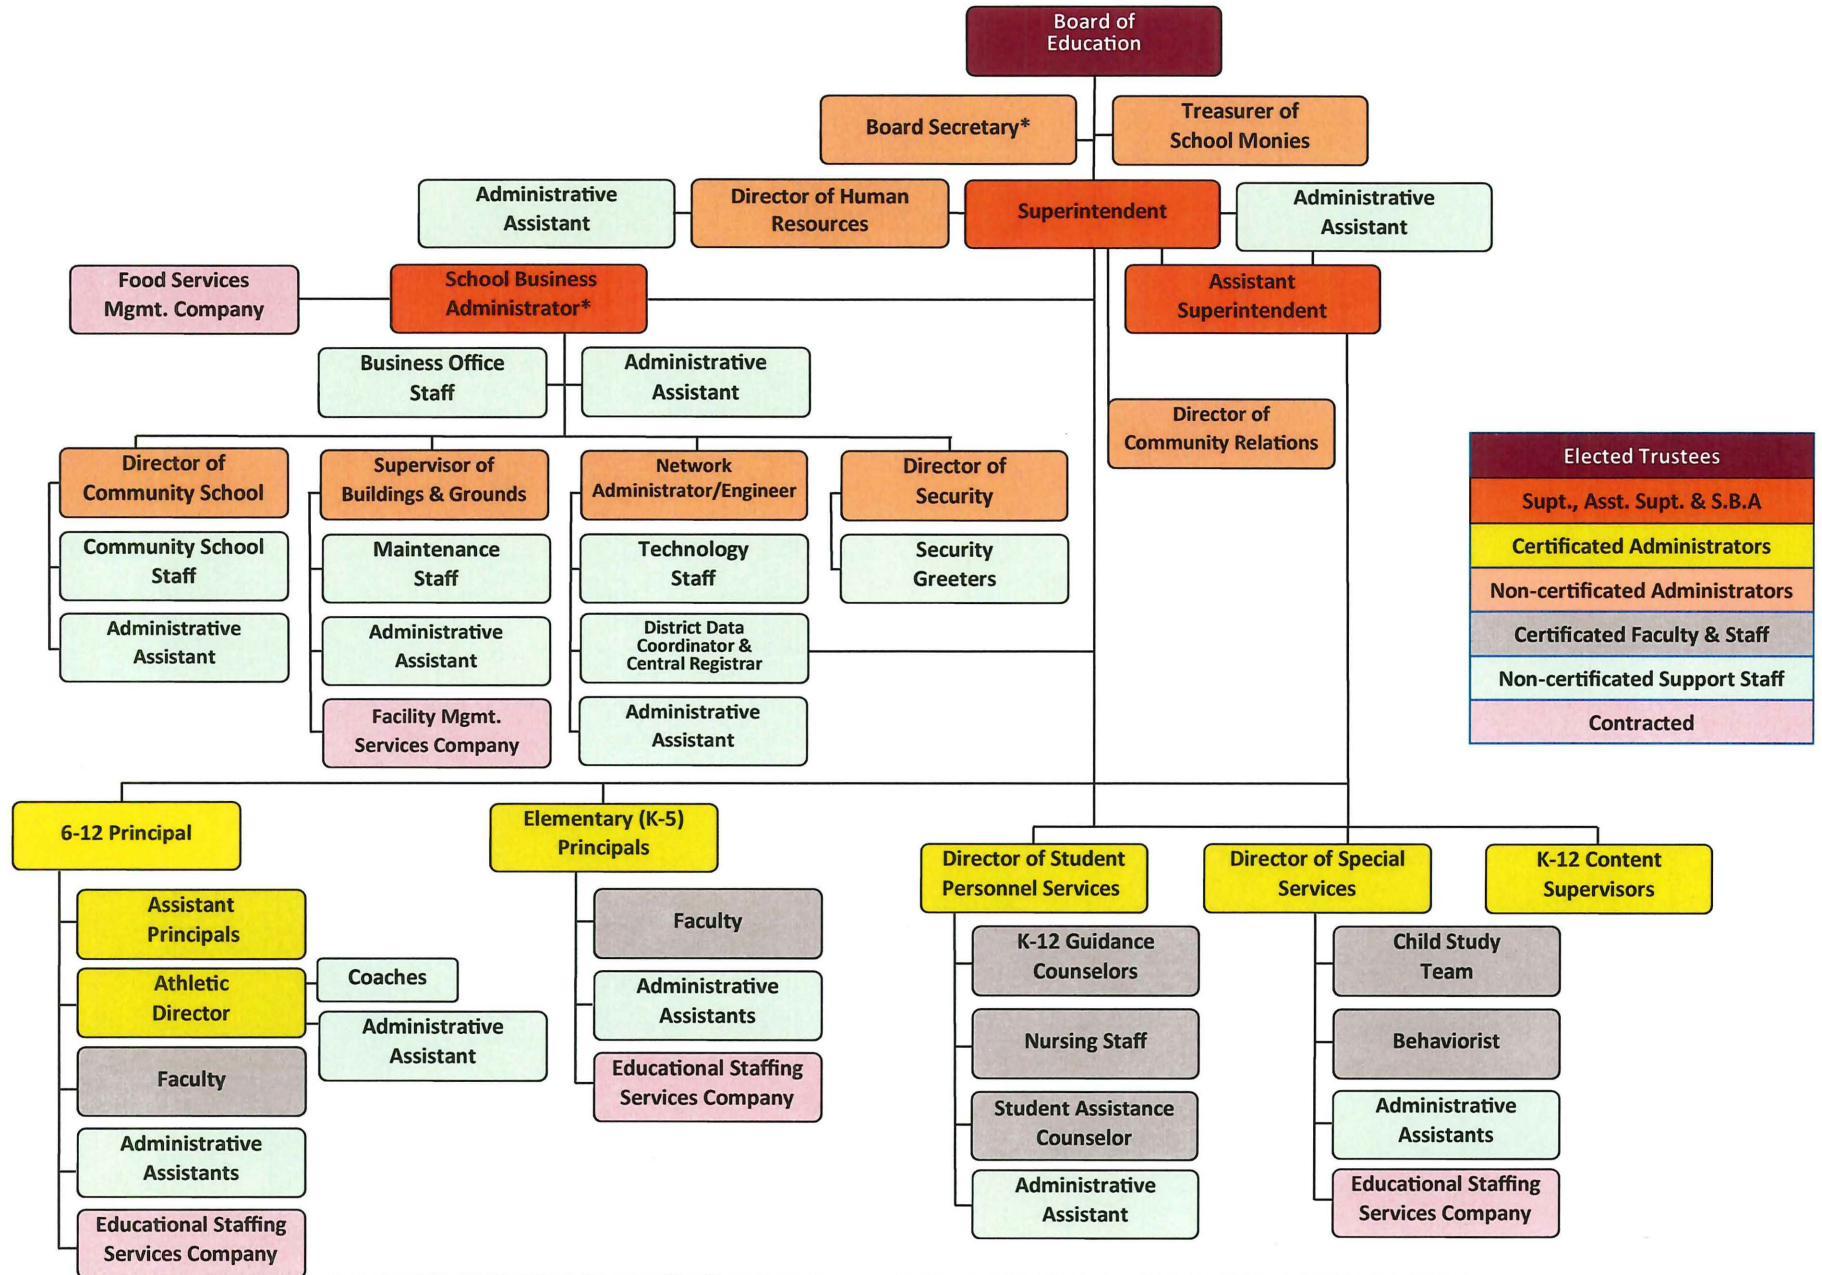 Board of
Education
Board Secretary*
Treasurer of
School Monies
Administrative
Assistant
Director of Human
Resources
Superintendent
Administrative
Assistant
Food Services
Mgmt. Company
School Business
Administrator*
Assistant
Superintendent
Business Office
Staff
Administrative
Assistant
Director of
Community Relations
Director of
Community School
Supervisor of
Buildings & Grounds
Network
Administrator/Engineer
Director of
Security
Community School
Staff
Maintenance
Staff
Technology
Staff
Security
Greeters
Administrative
Assistant
Administrative
Assistant
District Data
Coordinator &
Central Registrar
Facility Mgmt.
Services Company
Administrative
Assistant
Elected Trustees
Supt., Asst. Supt. & S.B.A
Certificated Administrators
Non-certificated Administrators
Certificated Faculty & Staff
Non-certificated Support Staff
Contracted
6-12 Principal
Assistant
Principals
Athletic
Director
Coaches
Administrative
Assistant
Faculty
Administrative
Assistants
Educational Staffing
Services Company
Elementary (K-5)
Principals
Faculty
Administrative
Assistants
Educational Staffing
Services Company
Director of Student
Personnel Services
K-12 Guidance
Counselors
Nursing Staff
Student Assistance
Counselor
Administrative
Assistant
Director of Special
Services
Child Study
Team
Behaviorist
Administrative
Assistants
Educational Staffing
Services Company
K-12 Content
Supervisors